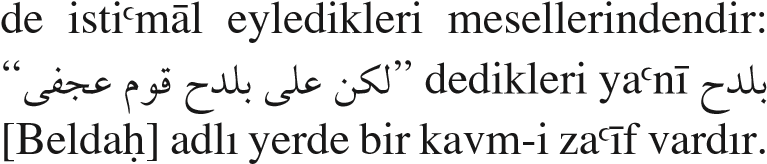 de istiʿmāl eyledikleri mesellerindendir:
“لكن على بلدح قوم عجفى” dedikleri yaʿnī بلدح
[Beldaḥ] adlı yerde bir kavm-i zaʿīf vardır.